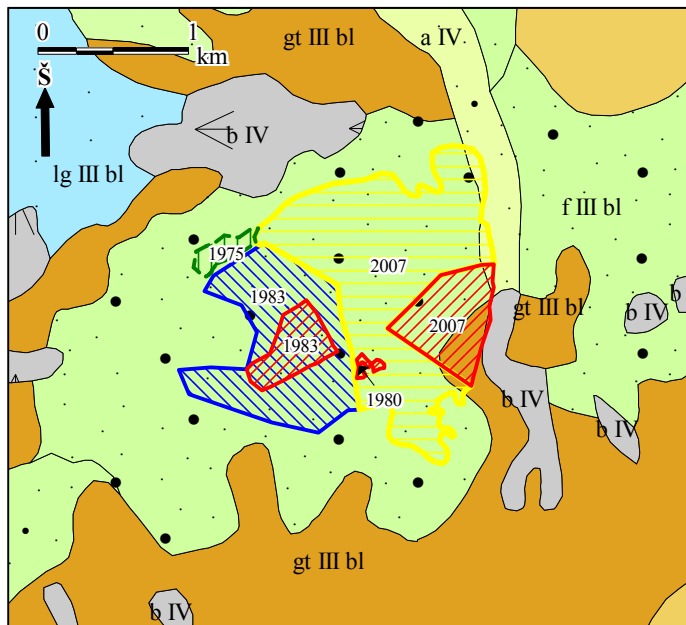 0 1
km
Š
gt III bl
a IV
b IV
lg III bl
f III bl
1975
2007
1983
gt III bl
b IV
b
2007
1983
1980
b IV
b IV
gt III bl
b IV